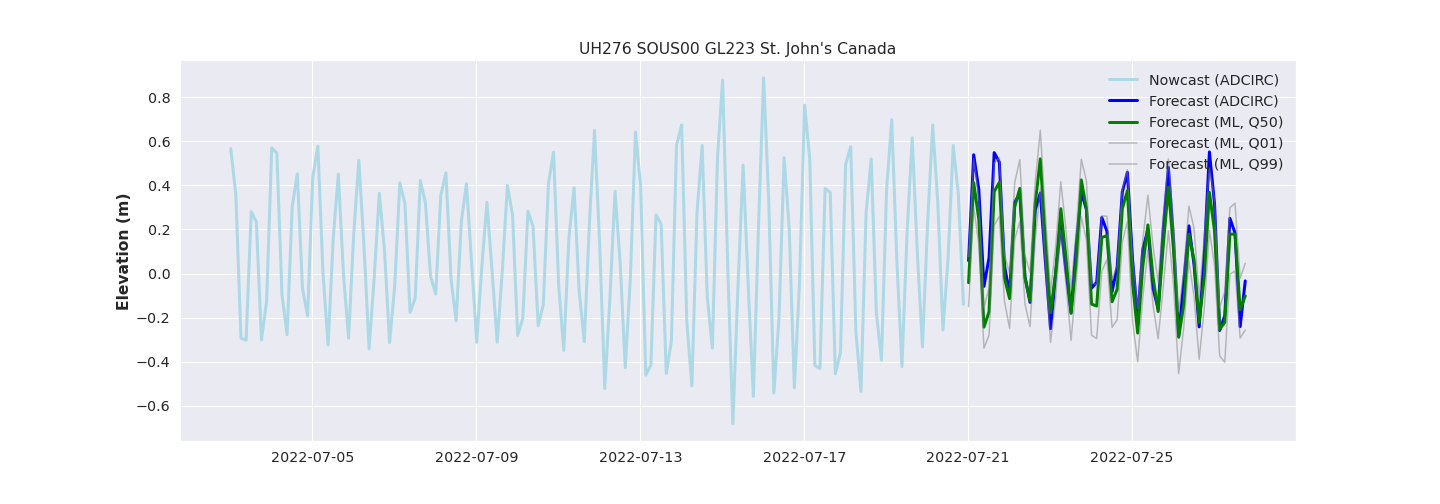 UH276 SOUS00 GL223 St. John's Canada
Elevation (m)
0.8
0.6
0.4
0.2
0.0
−0.2
−0.4
−0.6
Nowcast (ADCIRC)
Forecast (ADCIRC)
Forecast (ML, Q50)
Forecast (ML, Q01)
Forecast (ML, Q99)
2022-07-05 2022-07-09 2022-07-13 2022-07-17 2022-07-21 2022-07-25